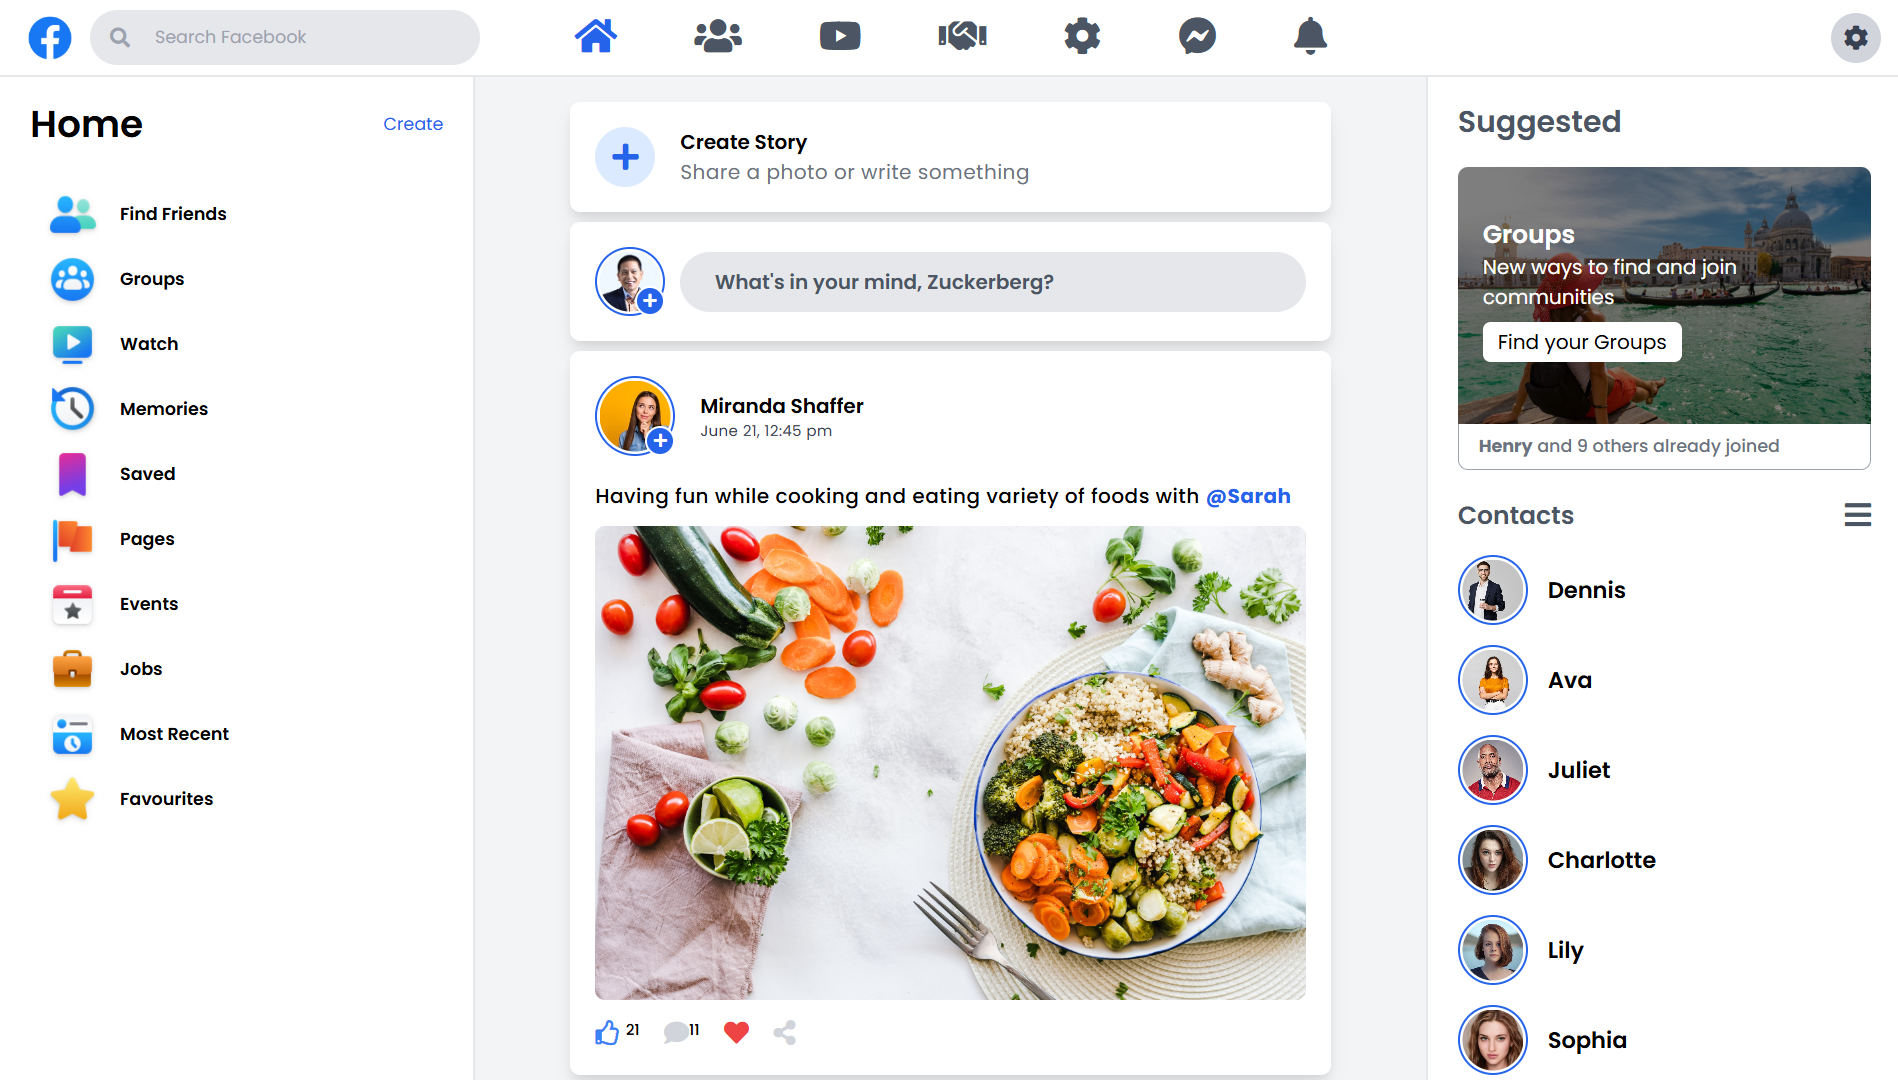 Search Facebook
Home
Create
Find Friends
Groups
Watch
Memories
Saved
Pages
Events
Jobs
Most Recent
Favourites
Create Story
Share a photo or write something
What's in your mind, Zuckerberg?
Miranda Shaffer
June 21, 12:45 pm
Having fun while cooking and eating variety of foods with @Sarah
21
11
Suggested
Groups
New ways to find and join
communities
Find your Groups
Henry and 9 others already joined
Contacts
Dennis
Ava
Juliet
Charlotte
Lily
Sophia